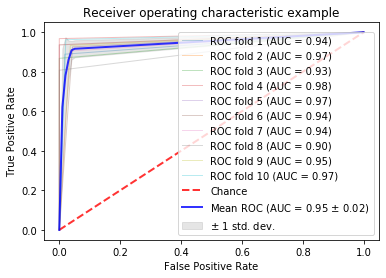 Receiver operating characteristic example
True Positive Rate
1.0
0.8
0.6
0.4
0.2
0.0
ROC fold 1 (AUC = 0.94)
ROC fold 2 (AUC = 0.97)
ROC fold 3 (AUC = 0.93)
ROC fold 4 (AUC = 0.98)
ROC fold 5 (AUC = 0.97)
ROC fold 6 (AUC = 0.94)
ROC fold 7 (AUC = 0.94)
ROC fold 8 (AUC = 0.90)
ROC fold 9 (AUC = 0.95)
ROC fold 10 (AUC = 0.97)
Chance
Mean ROC (AUC = 0.95 ± 0.02)
± 1 std. dev.
0.0 0.2 0.4 0.6 0.8 1.0
False Positive Rate